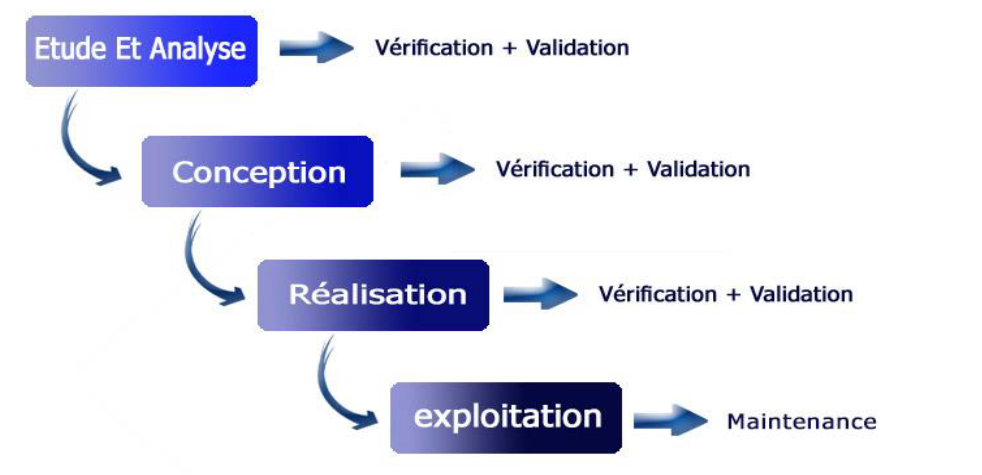 Etude Et Analyse
Vérification + Validation
Conception
Vérification + Validation
Réalisation
Vérification + Validation
exploitation
Maintenance